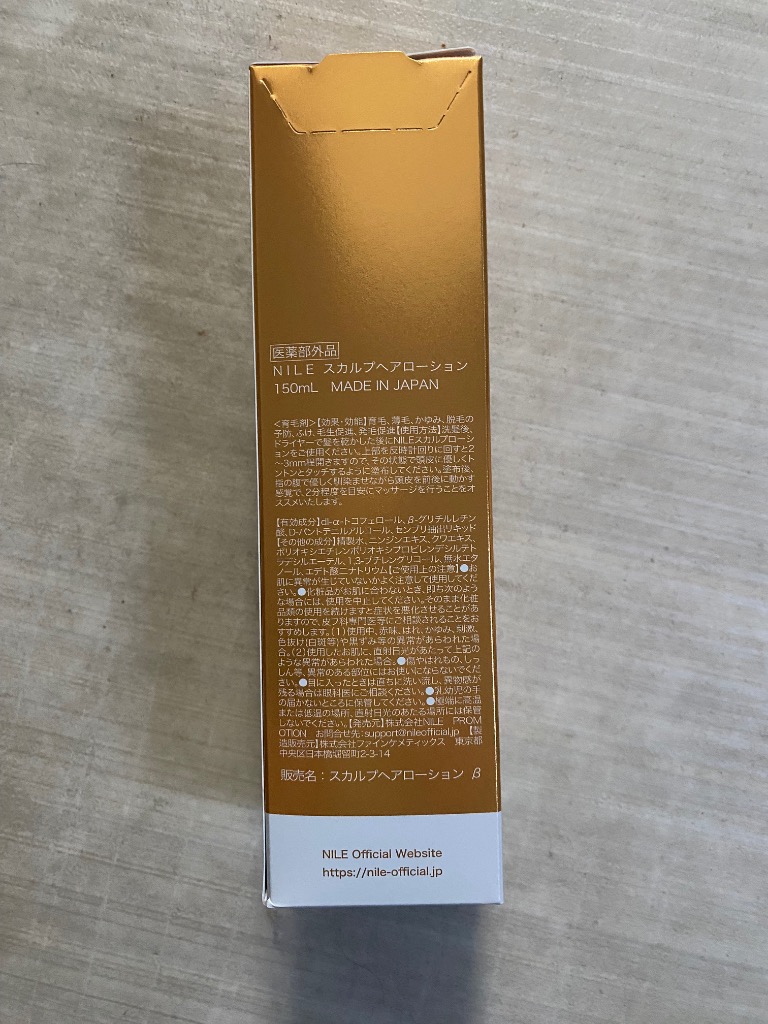 医薬部外品
NILE スカルプヘアローション
150mL MADE IN JAPAN
<育毛剤>【効果・効能】育毛、薄毛、かゆみ、脱毛の
予防、ふけ、毛生促進、発毛促進【使用方法】洗髪後、
ドライヤーで髪を乾かした後にNILEスカルプローショ
ンをご使用ください。上部を反時計回りに回すと2
～3mm程開きますので、その状態で頭皮に優しくト
ントンとタッチするように塗布してください。塗布後、
指の腹で優しく馴染ませながら頭皮を前後に動かす
感覚で、2分程度を目安にマッサージを行うことをオ
ススメいたします。
【有効成分】dl-α-トコフェロール、β-グリチルレチン
酸、D-パントテニルアルコール、センブリ抽出リキッド
【その他の成分】精製水、ニンジンエキス、クワエキス、
ポリオキシエチレンポリオキシプロピレンデシルテト
ラデシルエーテル、1,3-ブチレングリコール、無水エタ
ノール、エデト酸二ナトリウム【ご使用上の注意】●お
肌に異常が生じていないかよく注意して使用してくだ
さい。●化粧品がお肌に合わないとき、即ち次のよう
な場合には、使用を中止してください。そのまま化粧
品類の使用を続けますと症状を悪化させることがあ
りますので、皮フ科専門医等にご相談されることをお
すすめします。(1)使用中、赤味、はれ、かゆみ、刺激、
色抜け(白斑等)や黒ずみ等の異常があらわれた場
合。(2)使用したお肌に、直射日光があたって上記の
ような異常があらわれた場合。●傷やはれもの、しっ
しん等、異常のある部位にはお使いにならないでくだ
さい。●目に入ったときは直ちに洗い流し、異物感が
残る場合は眼科医にご相談ください。●乳幼児の手
の届かないところに保管してください。●極端に高温
または低温の場所、直射日光のあたる場所には保管
しないでください。【発売元】株式会社NILE PROM
OTION お問合せ先:support@nileofficial.jp 【製
造販売元】株式会社ファインケメティックス 東京都
中央区日本橋堀留町2-3-14
販売名：スカルプヘアローション β
NILE Official Website
https://nile-official.jp